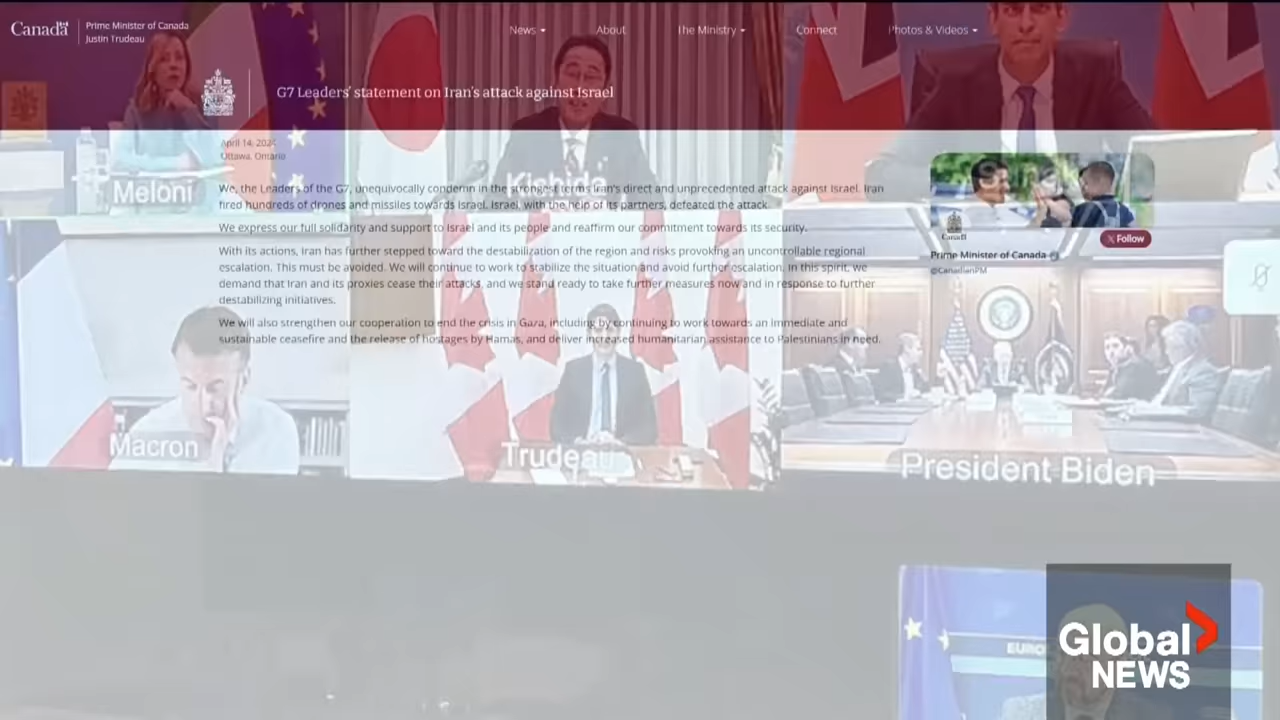 Canada
Prime Minister of Canada
Justin Trudeau
News
About
The Ministry
Connect
Photos & Videos
G7 Leaders' statement on Iran's attack against Israel
April 14, 2024
Ottawa, Ontario
We, the Leaders of the G7, unequivocally condemn in the strongest terms Iran's direct and unprecedented attack against Israel. Iran
fired hundreds of drones and missiles towards Israel. Israel, with the help of its partners, defeated the attack.
We express our full solidarity and support to Israel and its people and reaffirm our commitment towards its security.
With its actions, Iran has further stepped toward the destabilization of the region and risks provoking an uncontrollable regional
escalation. This must be avoided. We will continue to work to stabilize the situation and avoid further escalation. In this spirit, we
demand that Iran and its proxies cease their attacks, and we stand ready to take further measures now and in response to further
destabilizing initiatives.
We will also strengthen our cooperation to end the crisis in Gaza, including by continuing to work towards an immediate and
sustainable ceasefire and the release of hostages by Hamas, and deliver increased humanitarian assistance to Palestinians in need.
Canada
X Follow
Prime Minister of Canada
@CanadianPM
Meloni
Kishida
Macron
Trudeau
President Biden
EURO
Global
NEWS